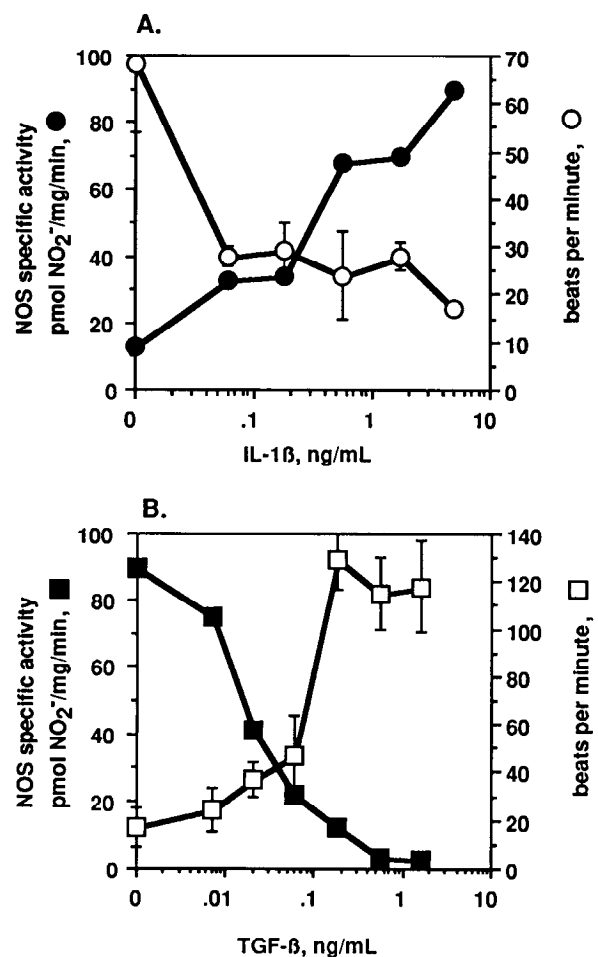 A.
NOS specific activity
pmol NO2⁻/mg/min,
100
80
60
40
20
0
70
60
50
40
30
20
10
0
beats per minute,
0 .1 1 10
IL-1ß, ng/mL
B.
NOS specific activity
pmol NO2⁻/mg/min,
100
80
60
40
20
0
140
120
100
80
60
40
20
0
beats per minute,
0 .01 .1 1 10
TGF-ß, ng/mL